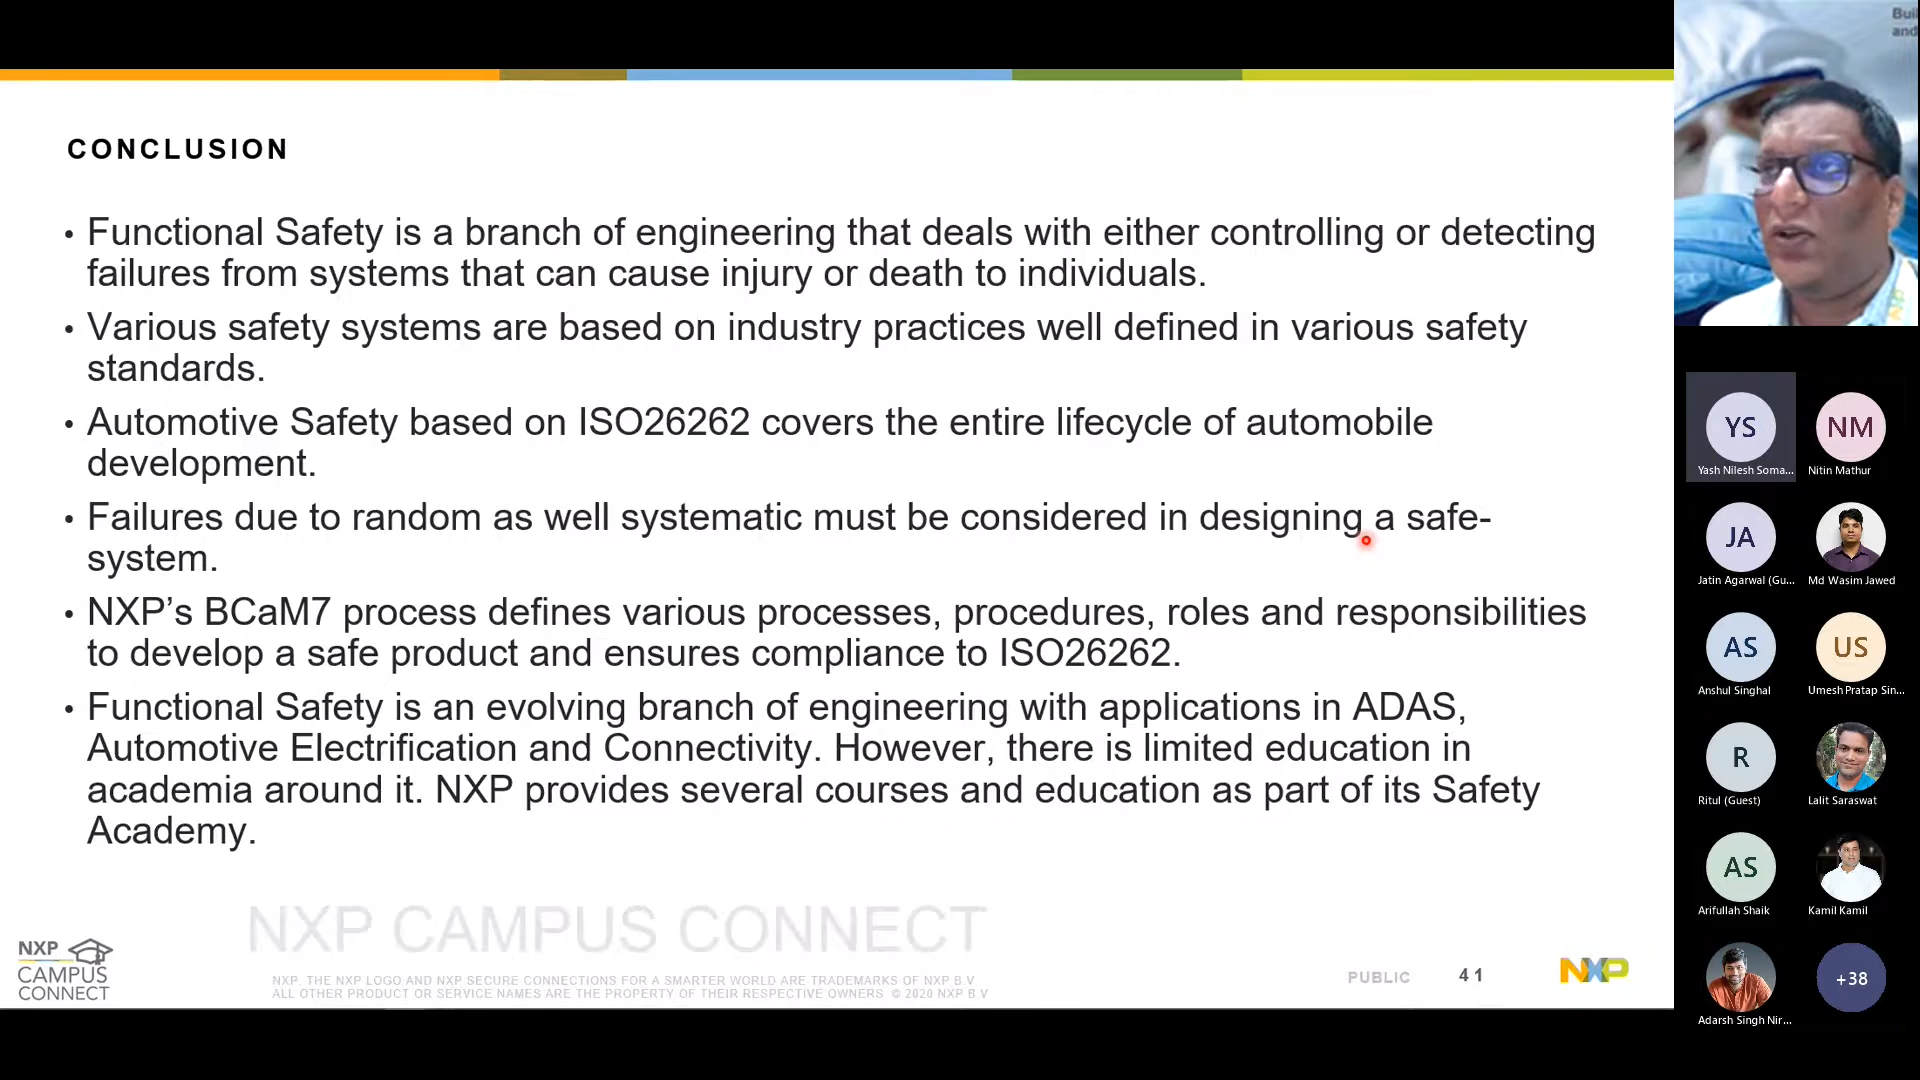 Buil
and
CONCLUSION
• Functional Safety is a branch of engineering that deals with either controlling or detecting
failures from systems that can cause injury or death to individuals.
• Various safety systems are based on industry practices well defined in various safety
standards.
• Automotive Safety based on ISO26262 covers the entire lifecycle of automobile
development.
• Failures due to random as well systematic must be considered in designing a safe-
system.
• NXP’s BCaM7 process defines various processes, procedures, roles and responsibilities
to develop a safe product and ensures compliance to ISO26262.
• Functional Safety is an evolving branch of engineering with applications in ADAS,
Automotive Electrification and Connectivity. However, there is limited education in
academia around it. NXP provides several courses and education as part of its Safety
Academy.
NXP CAMPUS CONNECT
NXP
CAMPUS
CONNECT
NXP, THE NXP LOGO AND NXP SECURE CONNECTIONS FOR A SMARTER WORLD ARE TRADEMARKS OF NXP B.V
ALL OTHER PRODUCT OR SERVICE NAMES ARE THE PROPERTY OF THEIR RESPECTIVE OWNERS © 2020 NXP B.V
PUBLIC
41
NXP
YS
Yash Nilesh Soma...
NM
Nitin Mathur
JA
Jatin Agarwal (Gu...
Md Wasim Jawed
AS
Anshul Singhal
US
Umesh Pratap Sin...
R
Ritul (Guest)
Lalit Saraswat
AS
Arifullah Shaik
Kamil Kamil
Adarsh Singh Nir...
+38